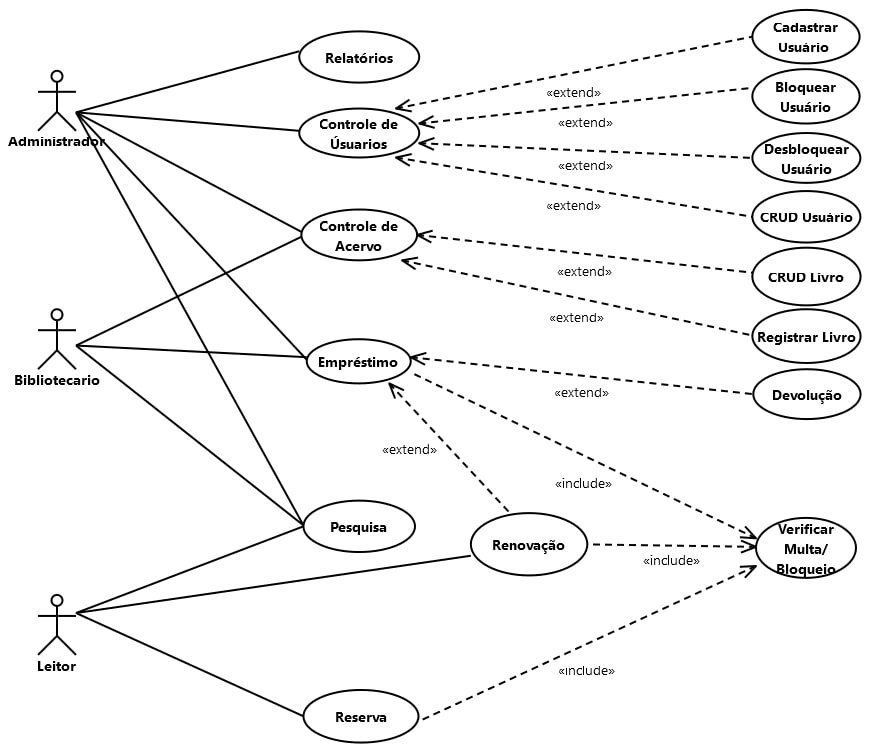 Cadastrar
Usuário
Relatórios
«extend»
Bloquear
Usuário
Administrador
Controle de
Úsuarios
«extend»
Desbloquear
Usuário
«extend»
«extend»
CRUD Usuário
Controle de
Acervo
«extend»
CRUD Livro
«extend»
Registrar Livro
Bibliotecario
Empréstimo
«extend»
Devolução
«extend»
«include»
Pesquisa
Renovação
Verificar
Multa/
Bloqueio
«include»
Leitor
«include»
Reserva